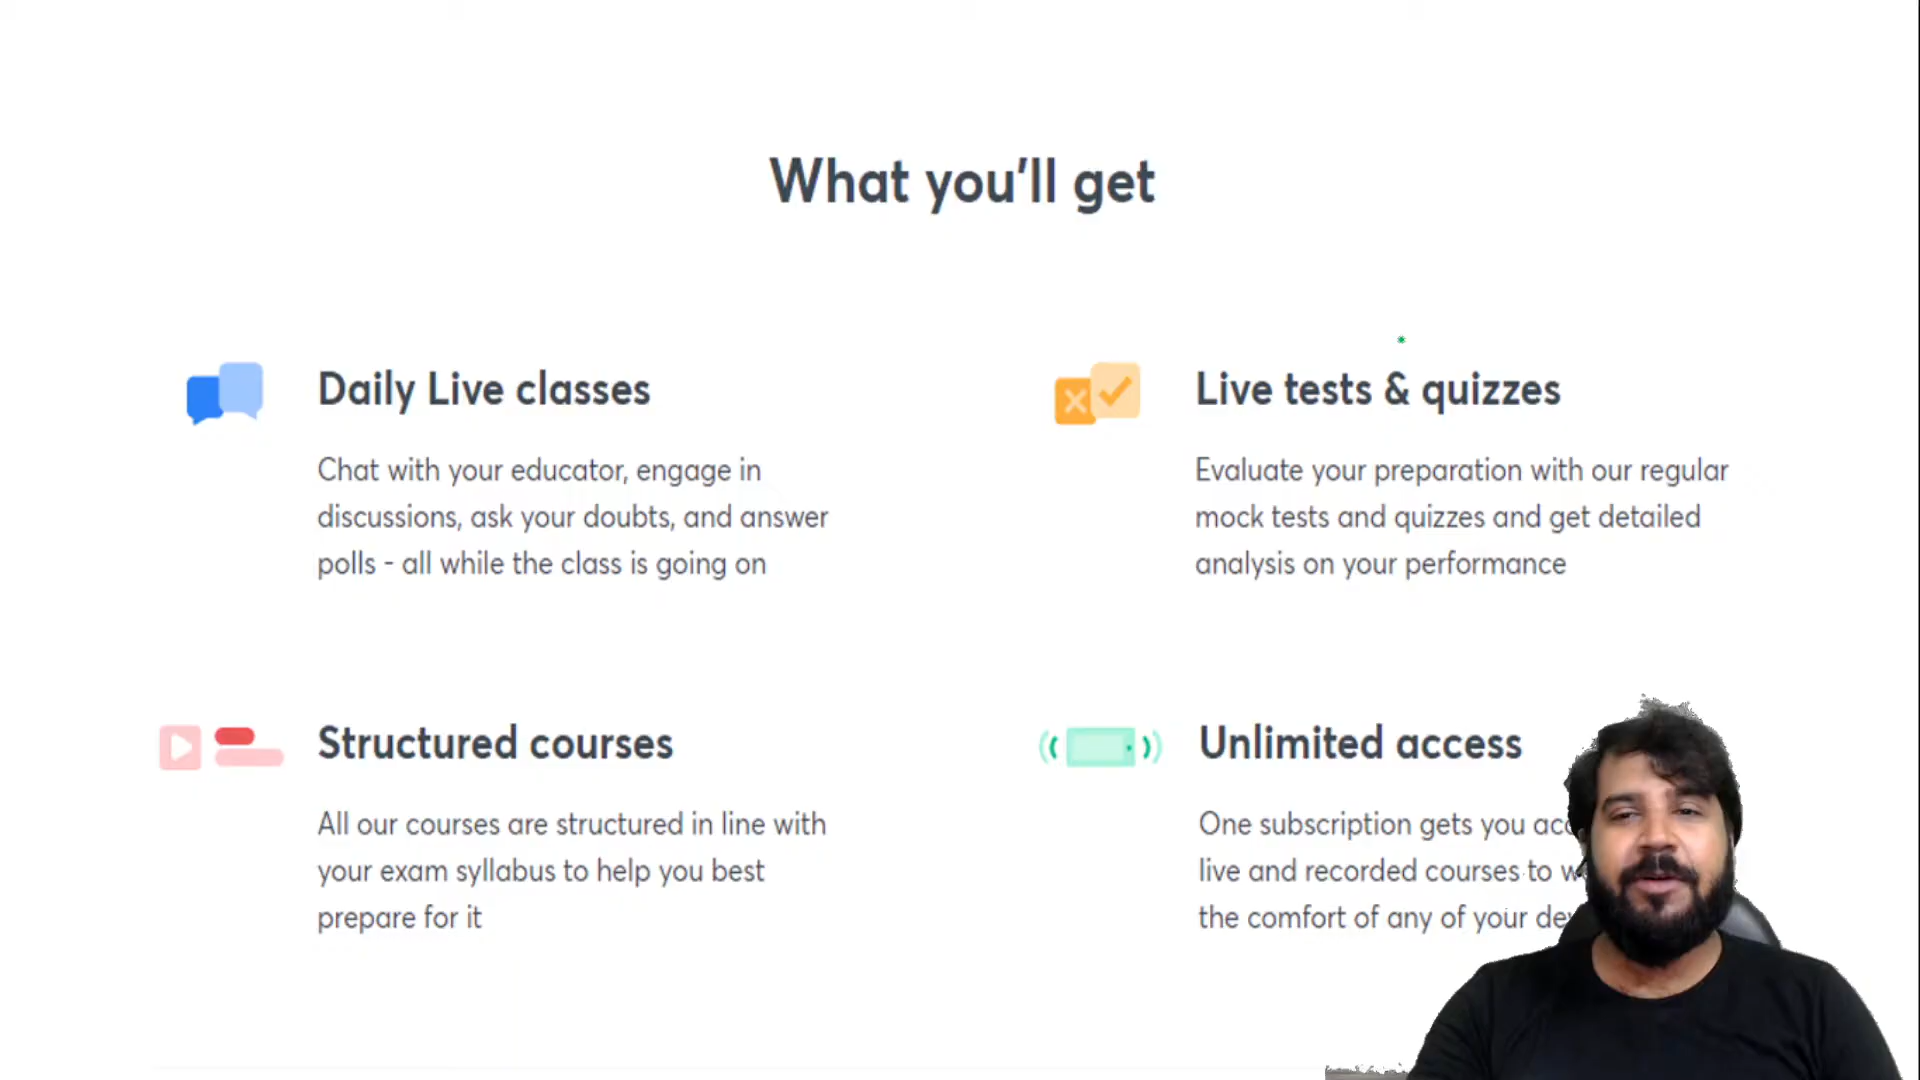 What you'll get
Daily Live classes
Chat with your educator, engage in
discussions, ask your doubts, and answer
polls - all while the class is going on
Live tests & quizzes
Evaluate your preparation with our regular
mock tests and quizzes and get detailed
analysis on your performance
Structured courses
All our courses are structured in line with
your exam syllabus to help you best
prepare for it
Unlimited access
One subscription gets you
live and recorded courses to
the comfort of any of your